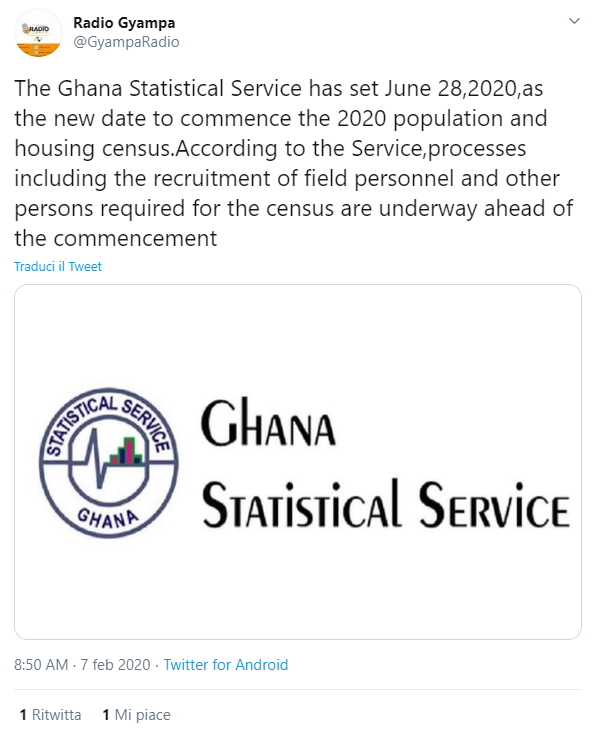 RADIO
Radio Gyampa
@GyampaRadio
The Ghana Statistical Service has set June 28,2020,as
the new date to commence the 2020 population and
housing census.According to the Service,processes
including the recruitment of field personnel and other
persons required for the census are underway ahead of
the commencement
Traduci il Tweet
STATISTICAL SERVICE
GHANA
GHANA
STATISTICAL SERVICE
8:50 AM · 7 feb 2020 · Twitter for Android
1 Ritwitta 1 Mi piace